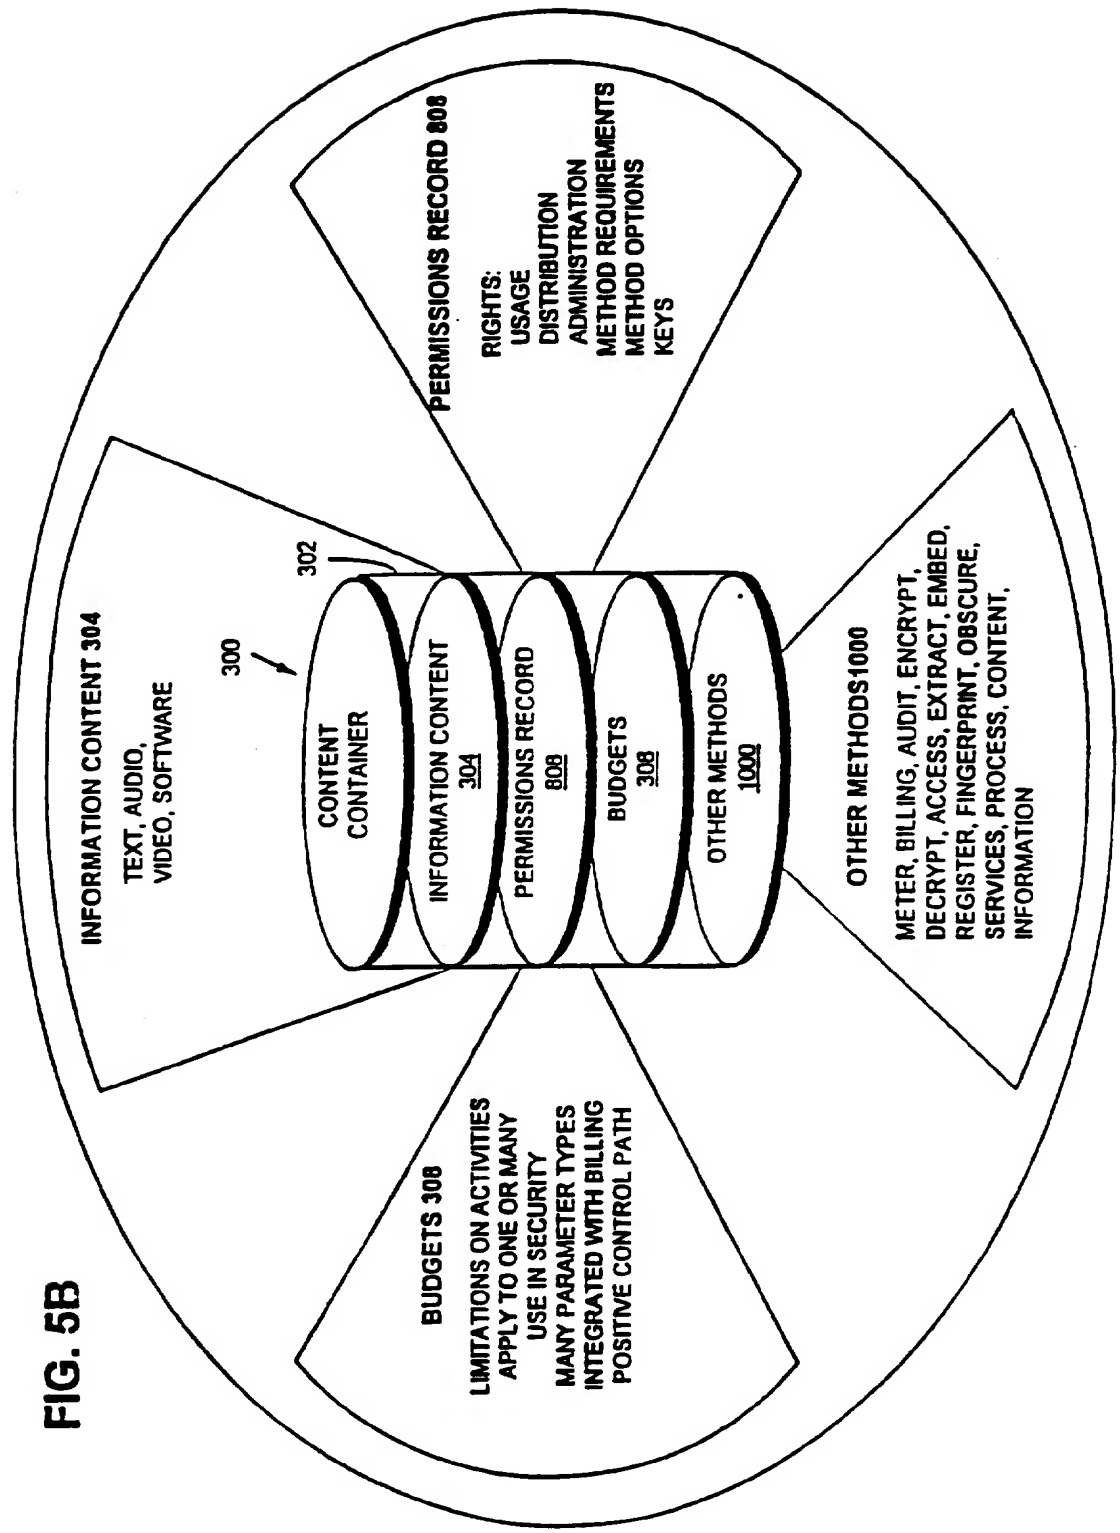 FIG. 5B
INFORMATION CONTENT 304
TEXT, AUDIO,
VIDEO, SOFTWARE
300
302
CONTENT
CONTAINER
INFORMATION CONTENT
304
PERMISSIONS RECORD
808
BUDGETS
308
OTHER METHODS
1000
BUDGETS 308
LIMITATIONS ON ACTIVITIES
APPLY TO ONE OR MANY
USE IN SECURITY
MANY PARAMETER TYPES
INTEGRATED WITH BILLING
POSITIVE CONTROL PATH
PERMISSIONS RECORD 808
RIGHTS:
USAGE
DISTRIBUTION
ADMINISTRATION
METHOD REQUIREMENTS
METHOD OPTIONS
KEYS
OTHER METHODS1000
METER, BILLING, AUDIT, ENCRYPT,
DECRYPT, ACCESS, EXTRACT, EMBED,
REGISTER, FINGERPRINT, OBSCURE,
SERVICES, PROCESS, CONTENT,
INFORMATION